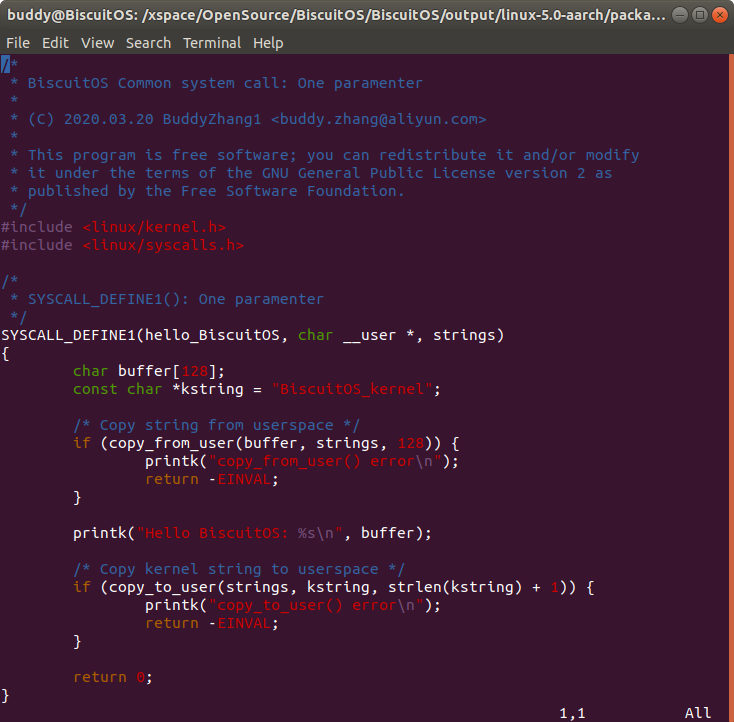 buddy@BiscuitOS: /xspace/OpenSource/BiscuitOS/BiscuitOS/output/linux-5.0-aarch/packa...
File Edit View Search Terminal Help
/*
 * BiscuitOS Common system call: One paramenter
 *
 * (C) 2020.03.20 BuddyZhang1 <buddy.zhang@aliyun.com>
 *
 * This program is free software; you can redistribute it and/or modify
 * it under the terms of the GNU General Public License version 2 as
 * published by the Free Software Foundation.
 */
#include <linux/kernel.h>
#include <linux/syscalls.h>

/*
 * SYSCALL_DEFINE1(): One paramenter
 */
SYSCALL_DEFINE1(hello_BiscuitOS, char __user *, strings)
{
        char buffer[128];
        const char *kstring = "BiscuitOS_kernel";

        /* Copy string from userspace */
        if (copy_from_user(buffer, strings, 128)) {
                printk("copy_from_user() error\n");
                return -EINVAL;
        }

        printk("Hello BiscuitOS: %s\n", buffer);

        /* Copy kernel string to userspace */
        if (copy_to_user(strings, kstring, strlen(kstring) + 1)) {
                printk("copy_to_user() error\n");
                return -EINVAL;
        }

        return 0;
}
1,1 All